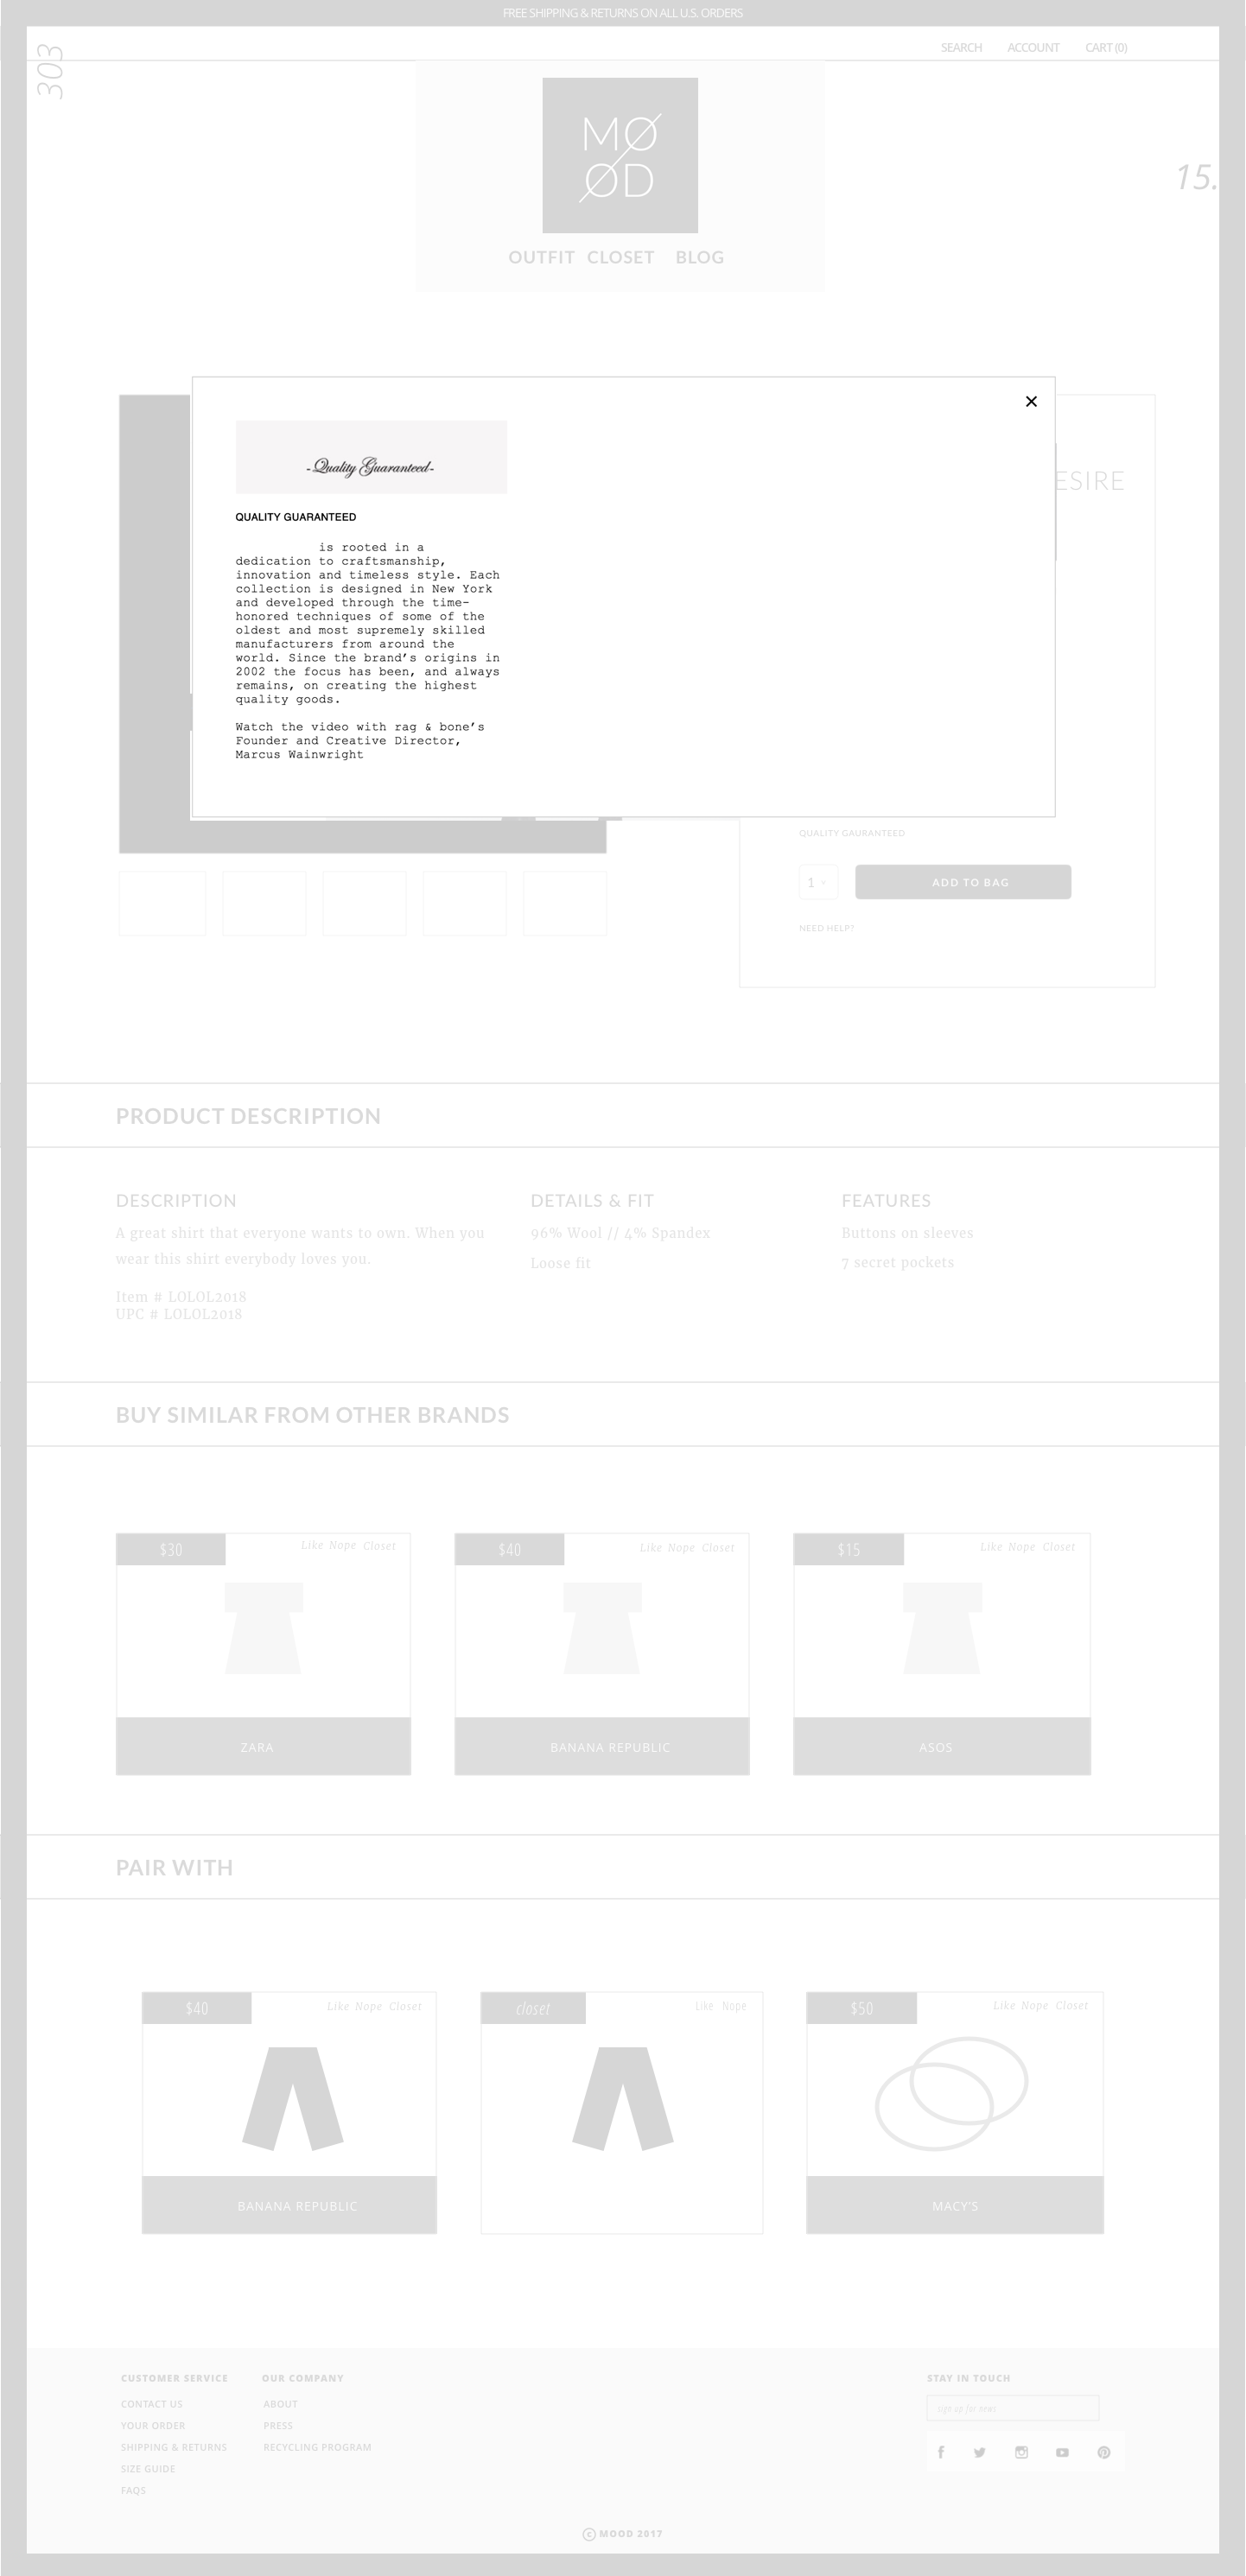 FREE SHIPPING & RETURNS ON ALL U.S. ORDERS
SEARCH ACCOUNT CART (0)
303
15.
MØ
ØD
OUTFIT CLOSET BLOG
×
ESIRE
-Quality Guaranteed-
QUALITY GUARANTEED
is rooted in a
dedication to craftsmanship,
innovation and timeless style. Each
collection is designed in New York
and developed through the time-
honored techniques of some of the
oldest and most supremely skilled
manufacturers from around the
world. Since the brand's origins in
2002 the focus has been, and always
remains, on creating the highest
quality goods.
Watch the video with rag & bone's
Founder and Creative Director,
Marcus Wainwright
QUALITY GAURANTEED
1 ADD TO BAG
NEED HELP?
PRODUCT DESCRIPTION
DESCRIPTION
A great shirt that everyone wants to own. When you
wear this shirt everybody loves you.
Item # LOLOL2018
UPC # LOLOL2018
DETAILS & FIT
96% Wool // 4% Spandex
Loose fit
FEATURES
Buttons on sleeves
7 secret pockets
BUY SIMILAR FROM OTHER BRANDS
$30 Like Nope Closet
ZARA
$40 Like Nope Closet
BANANA REPUBLIC
$15 Like Nope Closet
ASOS
PAIR WITH
$40 Like Nope Closet
BANANA REPUBLIC
closet Like Nope
$50 Like Nope Closet
MACY'S
CUSTOMER SERVICE
CONTACT US
YOUR ORDER
SHIPPING & RETURNS
SIZE GUIDE
FAQS
OUR COMPANY
ABOUT
PRESS
RECYCLING PROGRAM
STAY IN TOUCH
sign up for news
© MOOD 2017